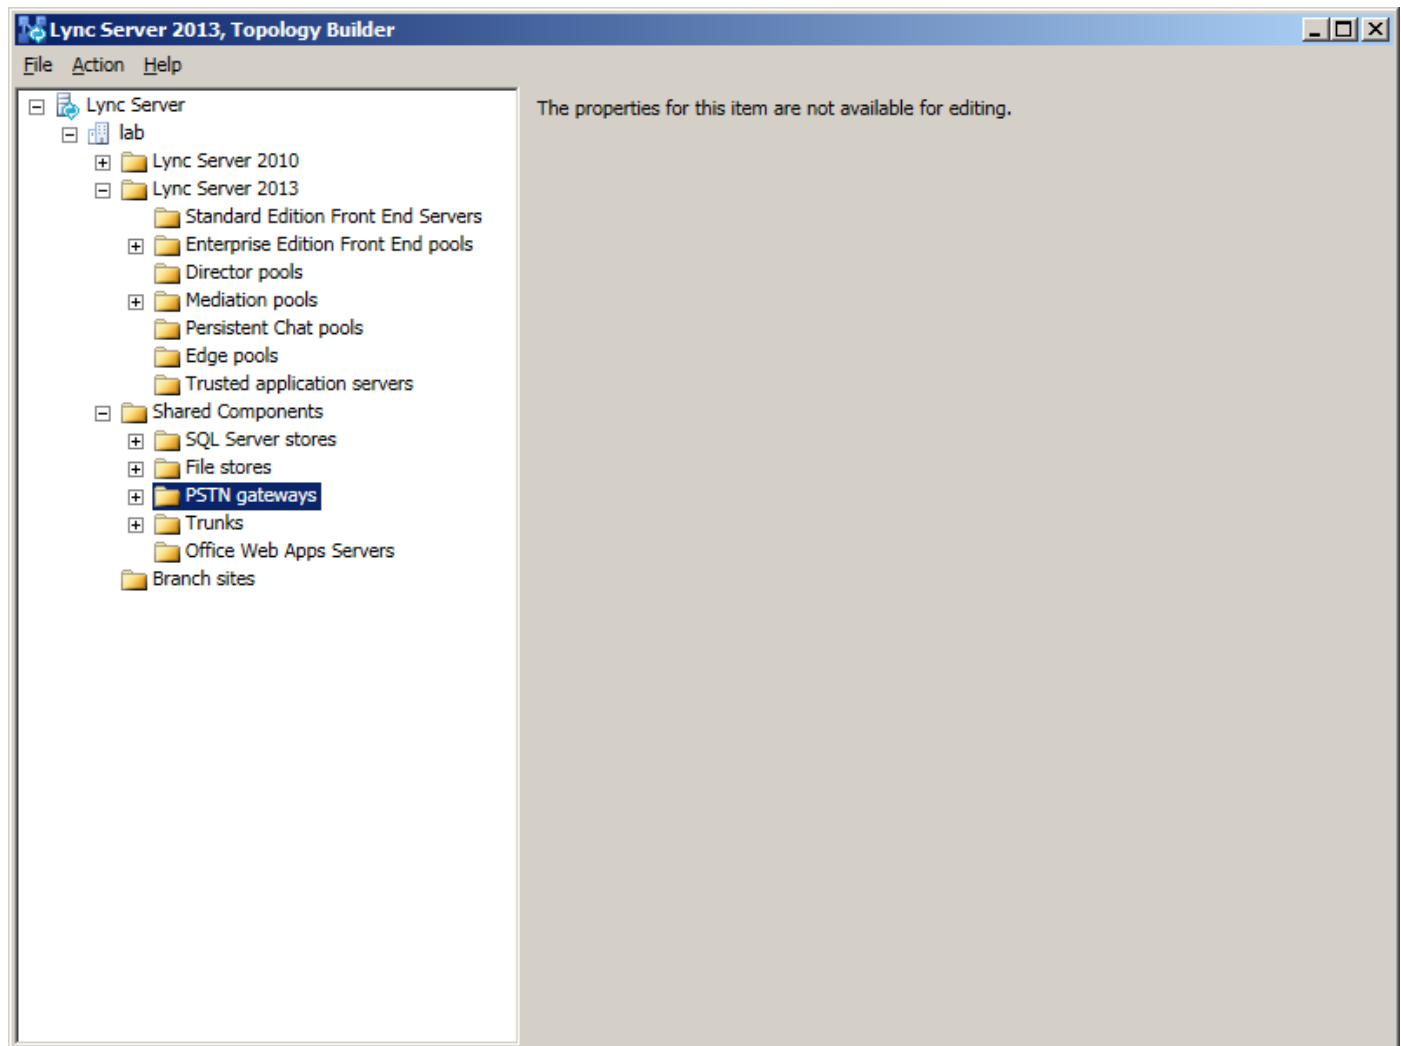 Lync Server 2013, Topology Builder
File Action Help
Lync Server
The properties for this item are not available for editing.
lab
Lync Server 2010
Lync Server 2013
Standard Edition Front End Servers
Enterprise Edition Front End pools
Director pools
Mediation pools
Persistent Chat pools
Edge pools
Trusted application servers
Shared Components
SQL Server stores
File stores
PSTN gateways
Trunks
Office Web Apps Servers
Branch sites